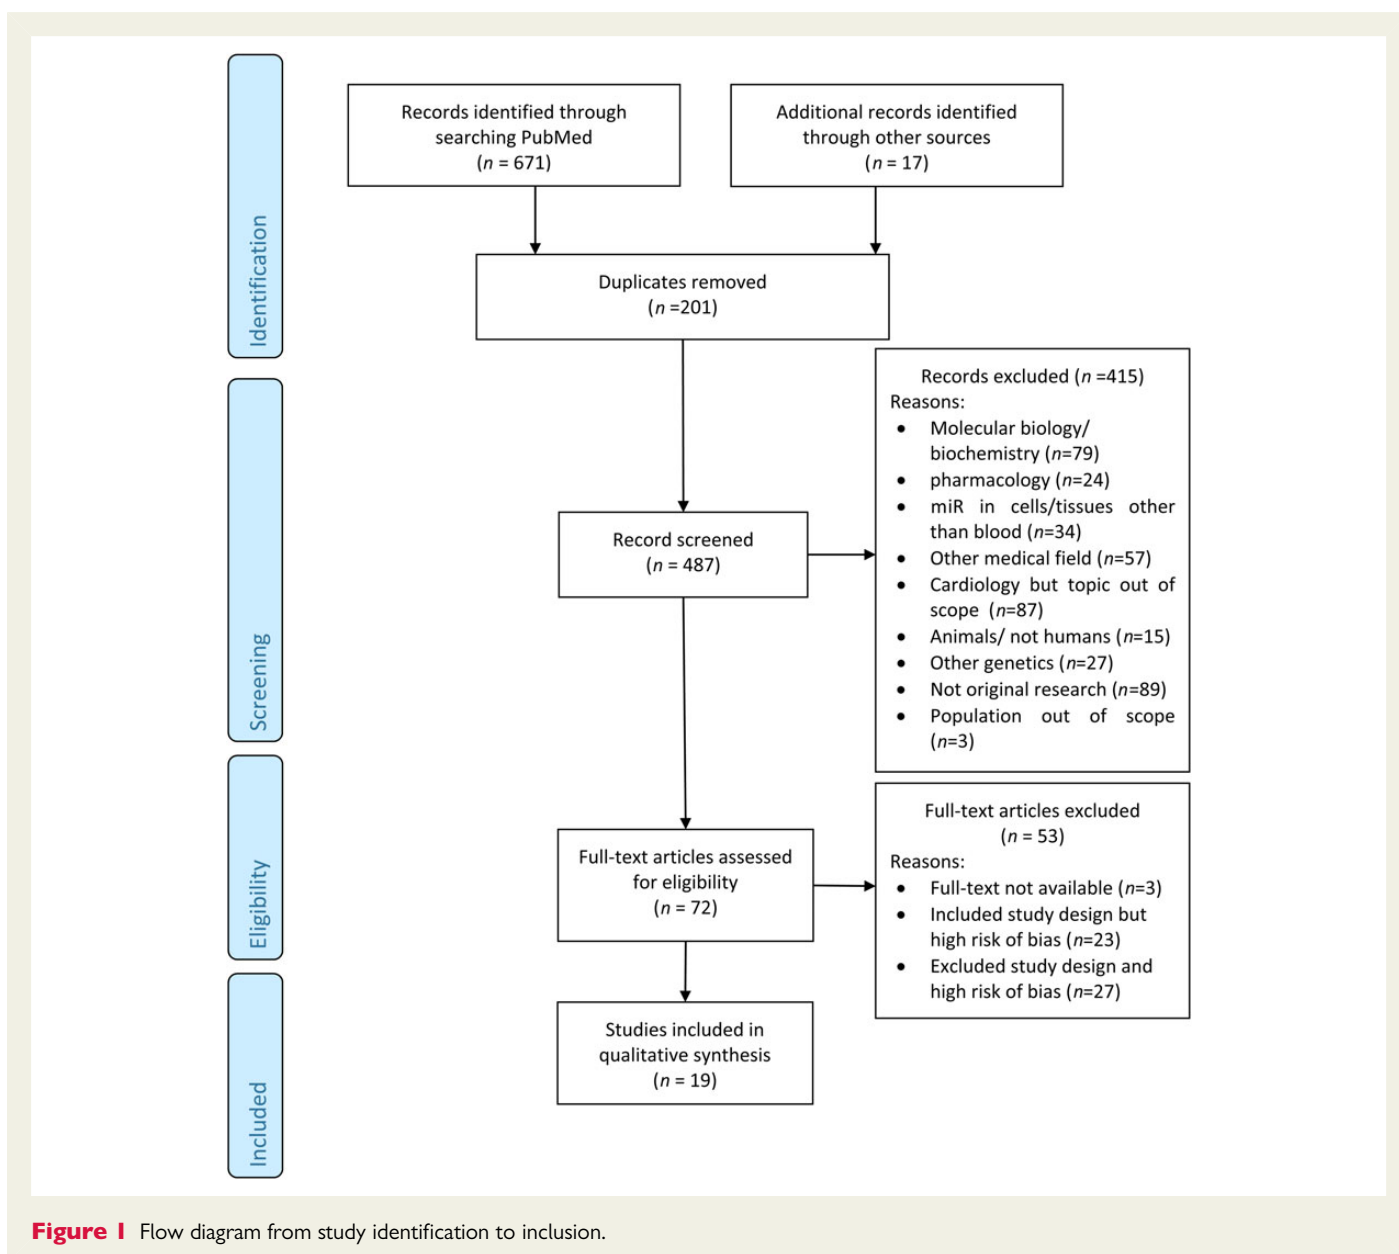 Identification
Records identified through
searching PubMed
(n = 671)
Additional records identified
through other sources
(n = 17)
Duplicates removed
(n =201)
Screening
Record screened
(n = 487)
Records excluded (n =415)
Reasons:
• Molecular biology/
biochemistry (n=79)
• pharmacology (n=24)
• miR in cells/tissues other
than blood (n=34)
• Other medical field (n=57)
• Cardiology but topic out of
scope (n=87)
• Animals/ not humans (n=15)
• Other genetics (n=27)
• Not original research (n=89)
• Population out of scope
(n=3)
Eligibility
Full-text articles assessed
for eligibility
(n = 72)
Full-text articles excluded
(n = 53)
Reasons:
• Full-text not available (n=3)
• Included study design but
high risk of bias (n=23)
• Excluded study design and
high risk of bias (n=27)
Included
Studies included in
qualitative synthesis
(n = 19)
Figure 1 Flow diagram from study identification to inclusion.